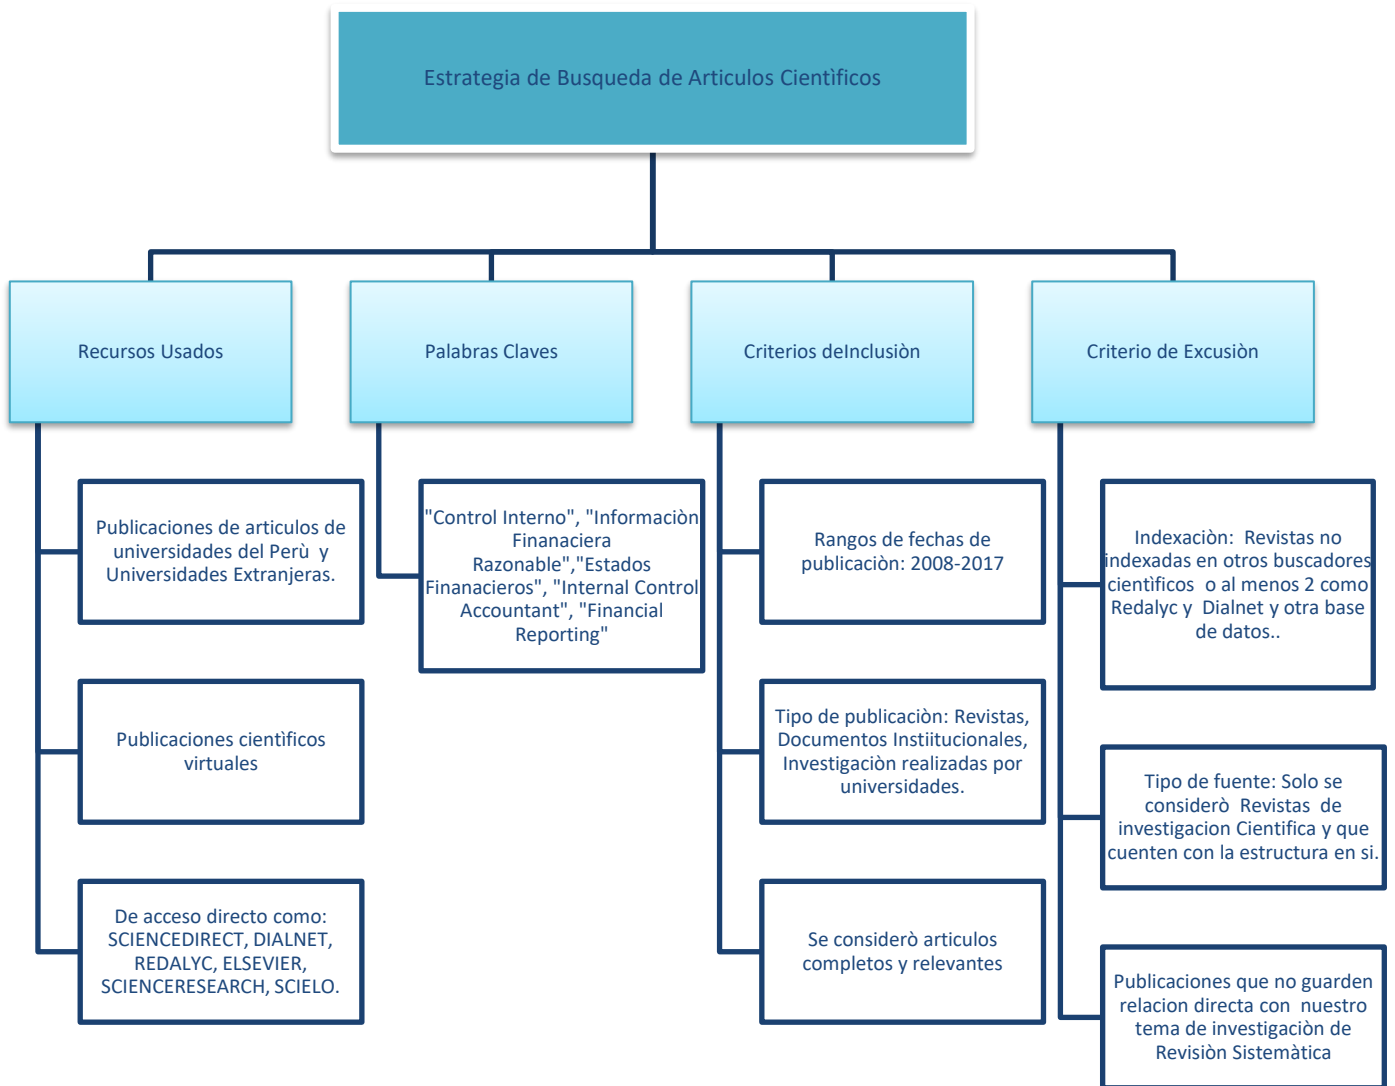 Estrategia de Busqueda de Articulos Cientìficos
Recursos Usados
Publicaciones de articulos de
universidades del Perù y
Universidades Extranjeras.
Publicaciones cientìficos
virtuales
De acceso directo como:
SCIENCEDIRECT, DIALNET,
REDALYC, ELSEVIER,
SCIENCERESEARCH, SCIELO.
Palabras Claves
"Control Interno", "Informaciòn
Finanaciera
Razonable","Estados
Finanacieros", "Internal Control
Accountant", "Financial
Reporting"
Criterios deInclusiòn
Rangos de fechas de
publicaciòn: 2008-2017
Tipo de publicaciòn: Revistas,
Documentos Instiitucionales,
Investigaciòn realizadas por
universidades.
Se considerò articulos
completos y relevantes
Criterio de Excusiòn
Indexaciòn: Revistas no
indexadas en otros buscadores
cientìficos o al menos 2 como
Redalyc y Dialnet y otra base
de datos..
Tipo de fuente: Solo se
considerò Revistas de
investigacion Cientifica y que
cuenten con la estructura en si.
Publicaciones que no guarden
relacion directa con nuestro
tema de investigaciòn de
Revisiòn Sistemàtica